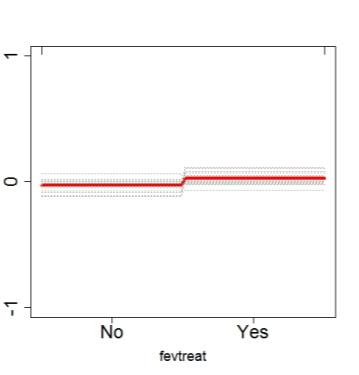 1
0
-1
No Yes
fevtreat